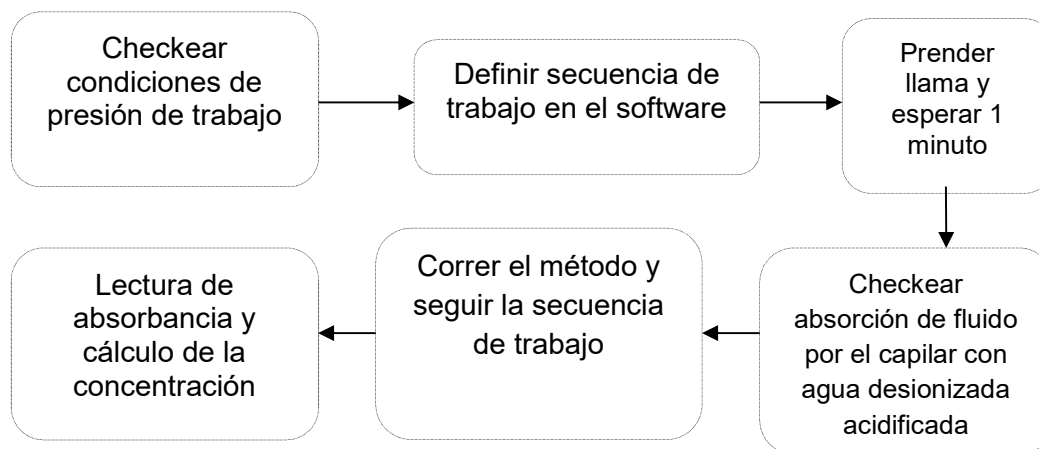 Checkear
condiciones de
presión de trabajo
Definir secuencia de
trabajo en el software
Prender
llama y
esperar 1
minuto
Checkear
absorción de fluido
por el capilar con
agua desionizada
acidificada
Correr el método y
seguir la secuencia
de trabajo
Lectura de
absorbancia y
cálculo de la
concentración